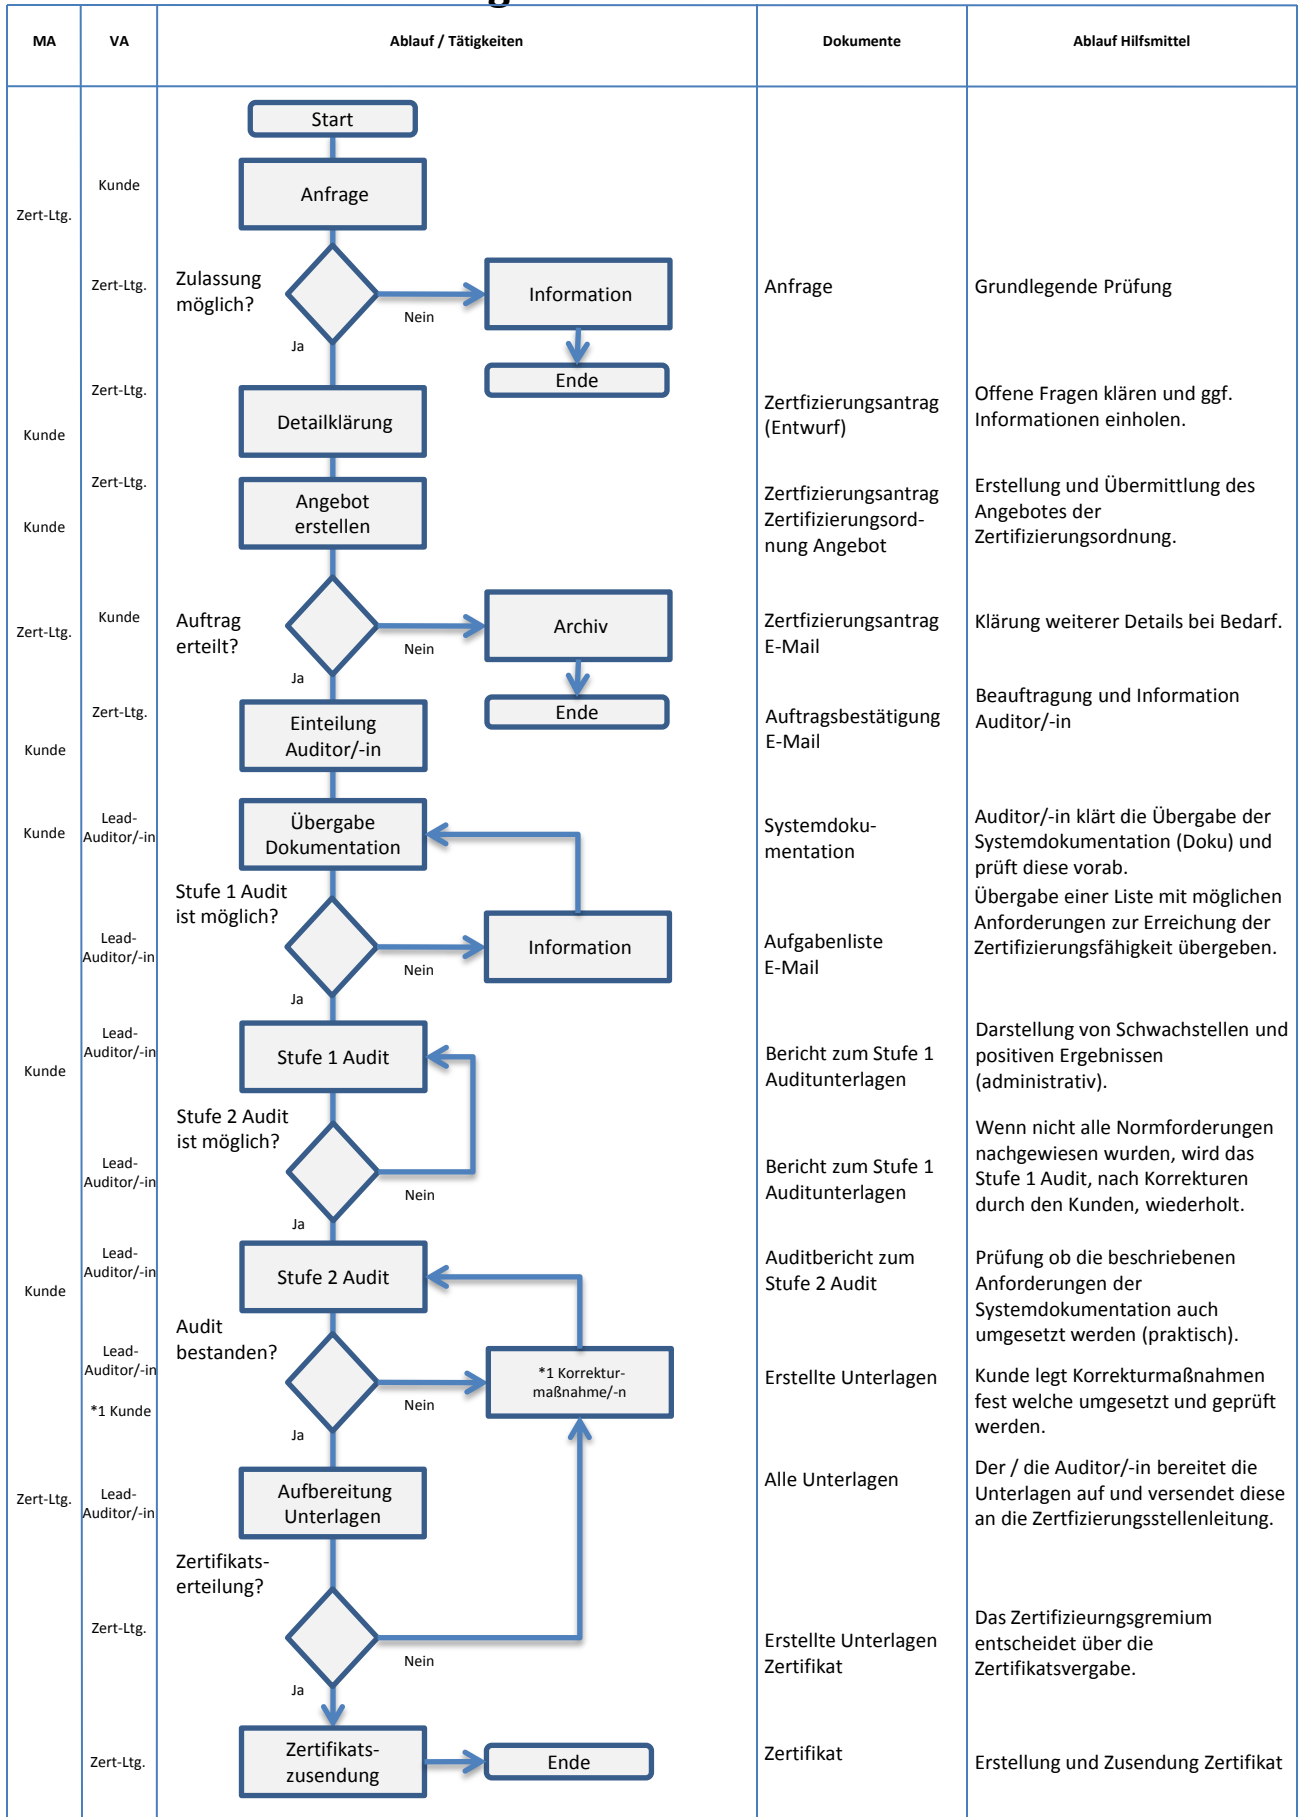 g
MA
VA
Ablauf / Tätigkeiten
Dokumente
Ablauf Hilfsmittel
Start
Kunde
Zert-Ltg.
Anfrage
Zert-Ltg.
Zulassung
möglich?
Nein
Ja
Information
Ende
Anfrage
Grundlegende Prüfung
Zert-Ltg.
Kunde
Detailklärung
Zertfizierungsantrag
(Entwurf)
Offene Fragen klären und ggf.
Informationen einholen.
Zert-Ltg.
Kunde
Angebot
erstellen
Zertfizierungsantrag
Zertifizierungsord-
nung Angebot
Erstellung und Übermittlung des
Angebotes der
Zertifizierungsordnung.
Kunde
Zert-Ltg.
Auftrag
erteilt?
Nein
Ja
Archiv
Ende
Zertfizierungsantrag
E-Mail
Klärung weiterer Details bei Bedarf.
Zert-Ltg.
Kunde
Einteilung
Auditor/-in
Auftragsbestätigung
E-Mail
Beauftragung und Information
Auditor/-in
Kunde
Lead-
Auditor/-in
Übergabe
Dokumentation
Systemdoku-
mentation
Auditor/-in klärt die Übergabe der
Systemdokumentation (Doku) und
prüft diese vorab.
Lead-
Auditor/-in
Stufe 1 Audit
ist möglich?
Nein
Ja
Information
Aufgabenliste
E-Mail
Übergabe einer Liste mit möglichen
Anforderungen zur Erreichung der
Zertifizierungsfähigkeit übergeben.
Lead-
Auditor/-in
Kunde
Stufe 1 Audit
Bericht zum Stufe 1
Auditunterlagen
Darstellung von Schwachstellen und
positiven Ergebnissen
(administrativ).
Lead-
Auditor/-in
Stufe 2 Audit
ist möglich?
Nein
Ja
Bericht zum Stufe 1
Auditunterlagen
Wenn nicht alle Normforderungen
nachgewiesen wurden, wird das
Stufe 1 Audit, nach Korrekturen
durch den Kunden, wiederholt.
Lead-
Auditor/-in
Kunde
Stufe 2 Audit
Auditbericht zum
Stufe 2 Audit
Prüfung ob die beschriebenen
Anforderungen der
Systemdokumentation auch
umgesetzt werden (praktisch).
Lead-
Auditor/-in
*1 Kunde
Audit
bestanden?
Nein
Ja
*1 Korrektur-
maßnahme/-n
Erstellte Unterlagen
Kunde legt Korrekturmaßnahmen
fest welche umgesetzt und geprüft
werden.
Zert-Ltg.
Lead-
Auditor/-in
Aufbereitung
Unterlagen
Alle Unterlagen
Der / die Auditor/-in bereitet die
Unterlagen auf und versendet diese
an die Zertfizierungsstellenleitung.
Zert-Ltg.
Zertifikats-
erteilung?
Nein
Ja
Erstellte Unterlagen
Zertifikat
Das Zertifizieurngsgremium
entscheidet über die
Zertifikatsvergabe.
Zert-Ltg.
Zertifikats-
zusendung
Ende
Zertifikat
Erstellung und Zusendung Zertifikat